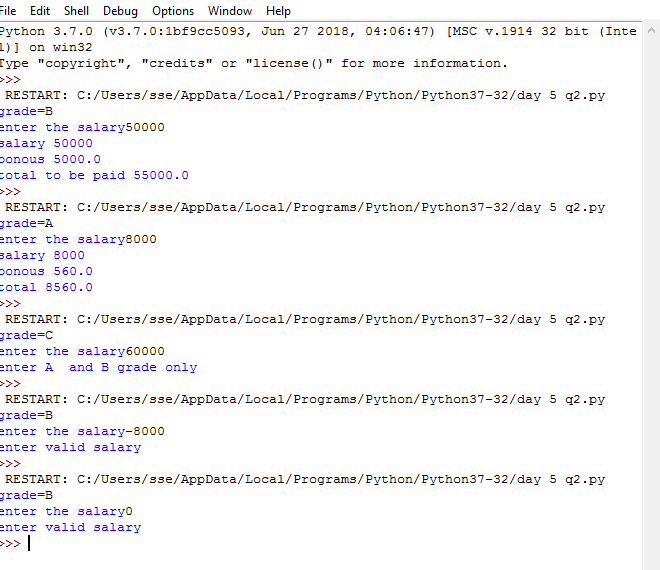 File Edit Shell Debug Options Window Help
Python 3.7.0 (v3.7.0:1bf9cc5093, Jun 27 2018, 04:06:47) [MSC v.1914 32 bit (Inte
l)] on win32
Type "copyright", "credits" or "license()" for more information.
>>>
RESTART: C:/Users/sse/AppData/Local/Programs/Python/Python37-32/day 5 q2.py
grade=B
enter the salary50000
salary 50000
bonous 5000.0
total to be paid 55000.0
>>>
RESTART: C:/Users/sse/AppData/Local/Programs/Python/Python37-32/day 5 q2.py
grade=A
enter the salary8000
salary 8000
bonous 560.0
total 8560.0
>>>
RESTART: C:/Users/sse/AppData/Local/Programs/Python/Python37-32/day 5 q2.py
grade=C
enter the salary60000
enter A  and B grade only
>>>
RESTART: C:/Users/sse/AppData/Local/Programs/Python/Python37-32/day 5 q2.py
grade=B
enter the salary-8000
enter valid salary
>>>
RESTART: C:/Users/sse/AppData/Local/Programs/Python/Python37-32/day 5 q2.py
grade=B
enter the salary0
enter valid salary
>>>